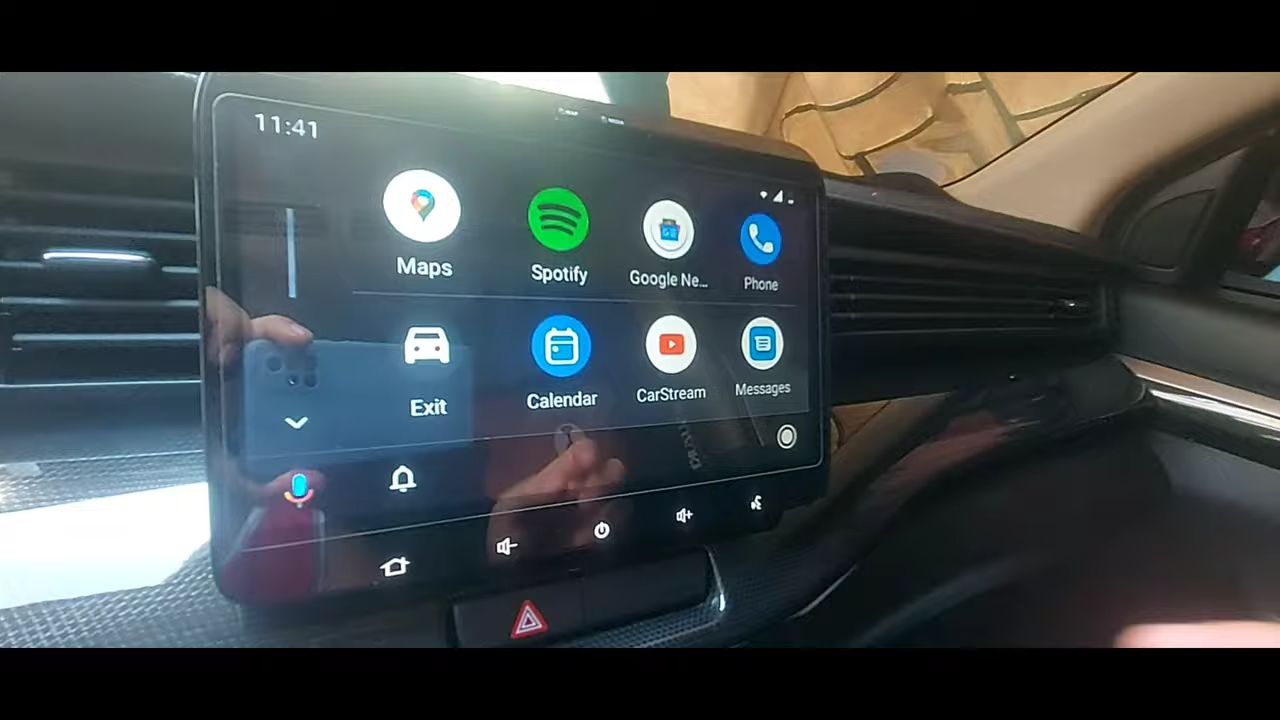 11:41
Maps
Spotify
Google Ne...
Phone
Exit
Calendar
CarStream
Messages